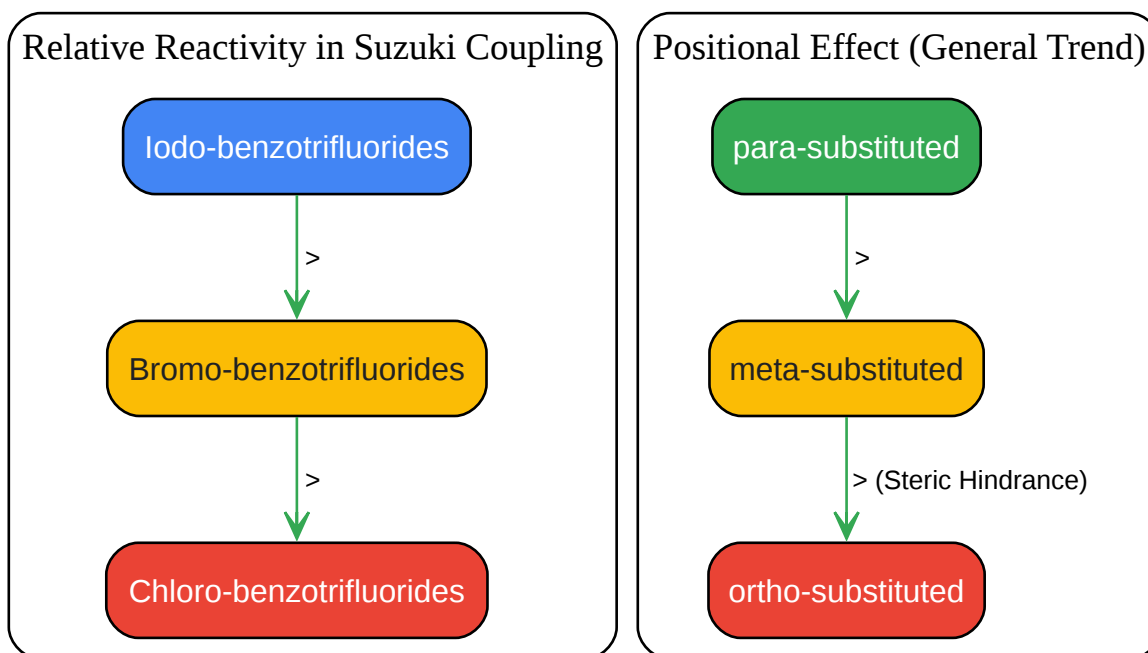 Relative Reactivity in Suzuki Coupling
Iodo-benzotrifluorides
>
Bromo-benzotrifluorides
>
Chloro-benzotrifluorides
Positional Effect (General Trend)
para-substituted
>
meta-substituted
> (Steric Hindrance)
ortho-substituted